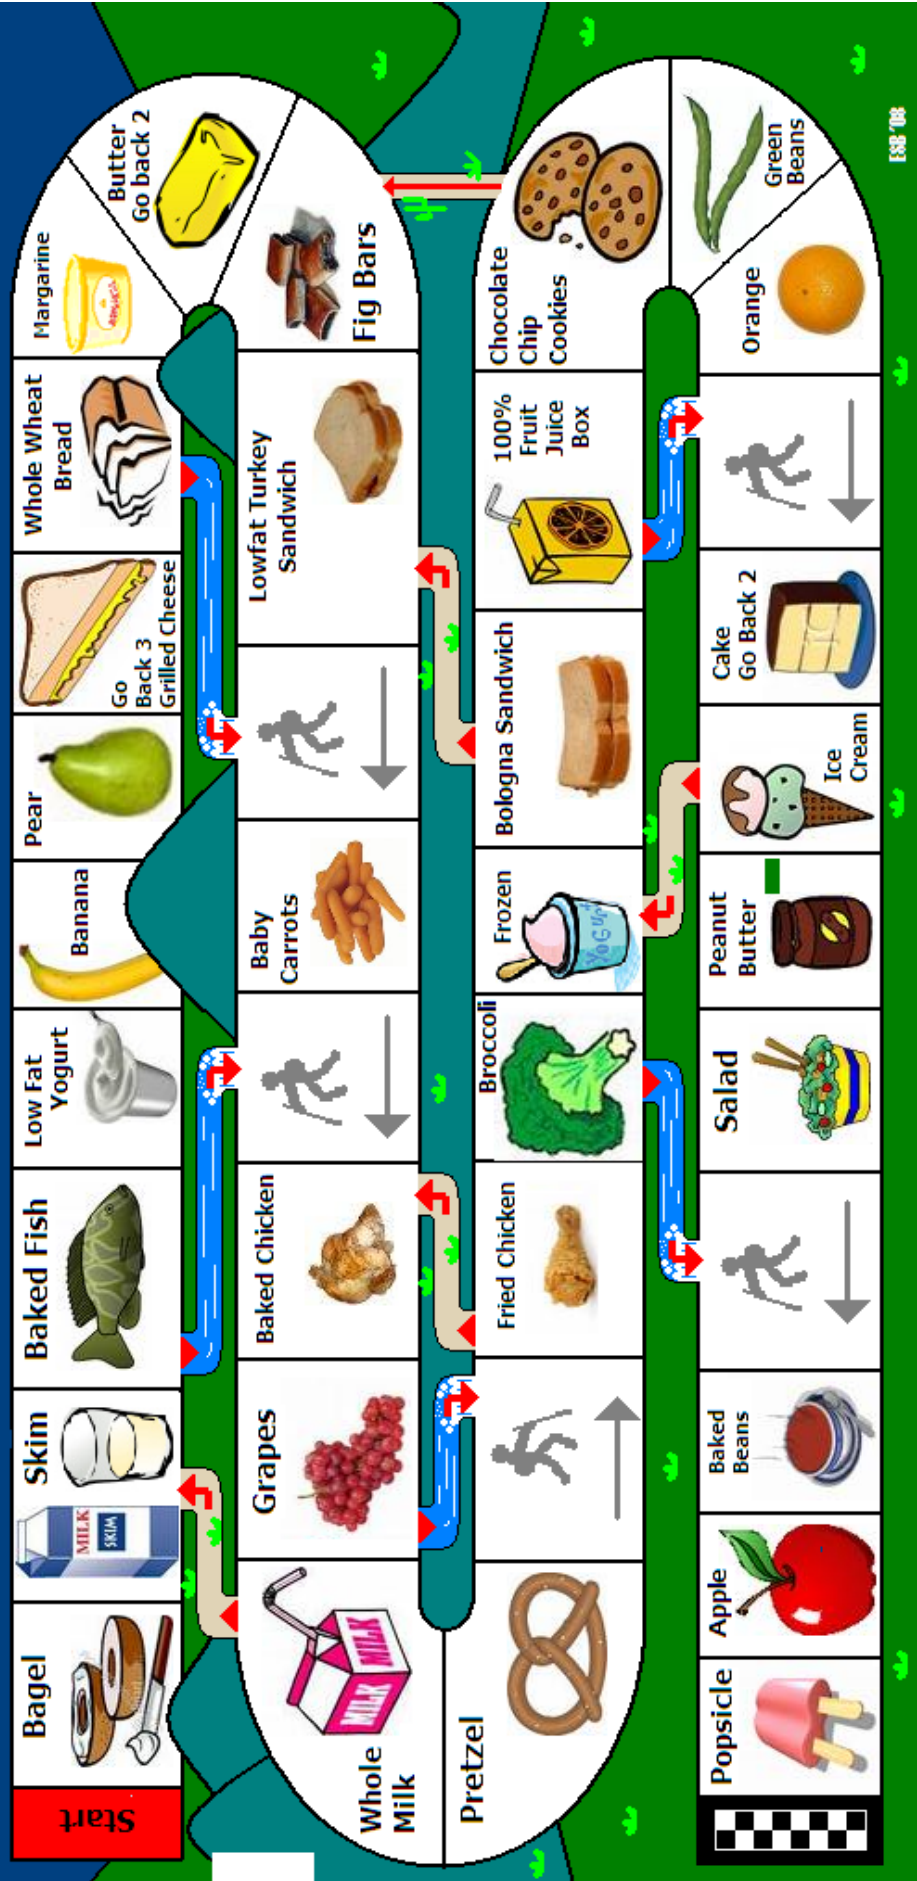 Start
Bagel
Skim
MILK
SKIM
Baked Fish
Low Fat
Yogurt
Banana
Pear
Go
Back 3
Grilled Cheese
Whole Wheat
Bread
Margarine
Butter
Go back 2
Fig Bars
Lowfat Turkey
Sandwich
Baby
Carrots
Baked Chicken
Grapes
Whole
Milk
MILK
MILK
Pretzel
Fried Chicken
Broccoli
Frozen
YOGURT
Bologna Sandwich
100%
Fruit
Juice
Box
Chocolate
Chip
Cookies
Green
Beans
Orange
Cake
Go Back 2
Ice
Cream
Peanut
Butter
Salad
Baked
Beans
Apple
Popsicle
ESB '08